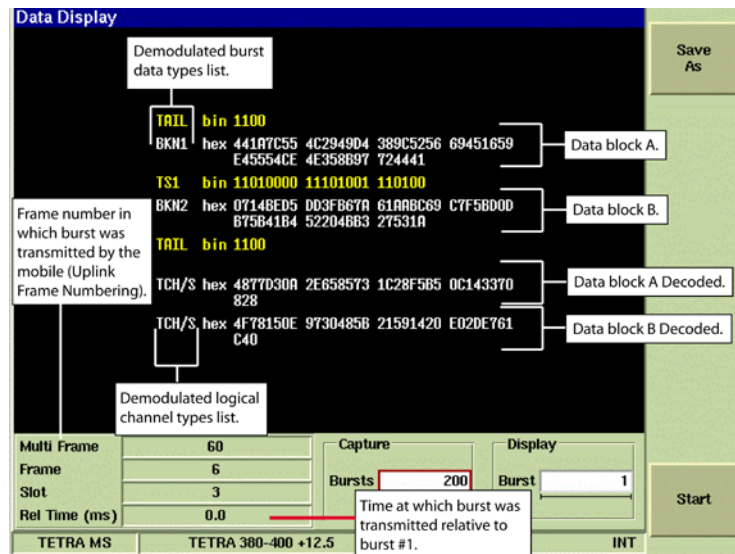 Data Display
Save
As
Demodulated burst
data types list.
TAIL bin 1100
BKN1 hex 441A7C55 4C2949D4 389C5256 69451659
E45554CE 4E358B97 724441
Data block A.
TS1 bin 11010000 11101001 110100
BKN2 hex 0714BED5 DD3FB67A 61AABC69 C7F5BD0D
B75B41B4 52204BB3 27531A
Data block B.
TAIL bin 1100
Frame number in
which burst was
transmitted by the
mobile (Uplink
Frame Numbering).
TCH/S hex 4877D30A 2E658573 1C28F5B5 0C143370
828
Data block A Decoded.
TCH/S hex 4F78150E 9730485B 21591420 E02DE761
C40
Data block B Decoded.
Demodulated logical
channel types list.
Multi Frame 60
Frame 6
Slot 3
Rel Time (ms) 0.0
Capture
Bursts 200
Display
Burst 1
Time at which burst was
transmitted relative to
burst #1.
Start
TETRA MS
TETRA 380-400 +12.5
INT